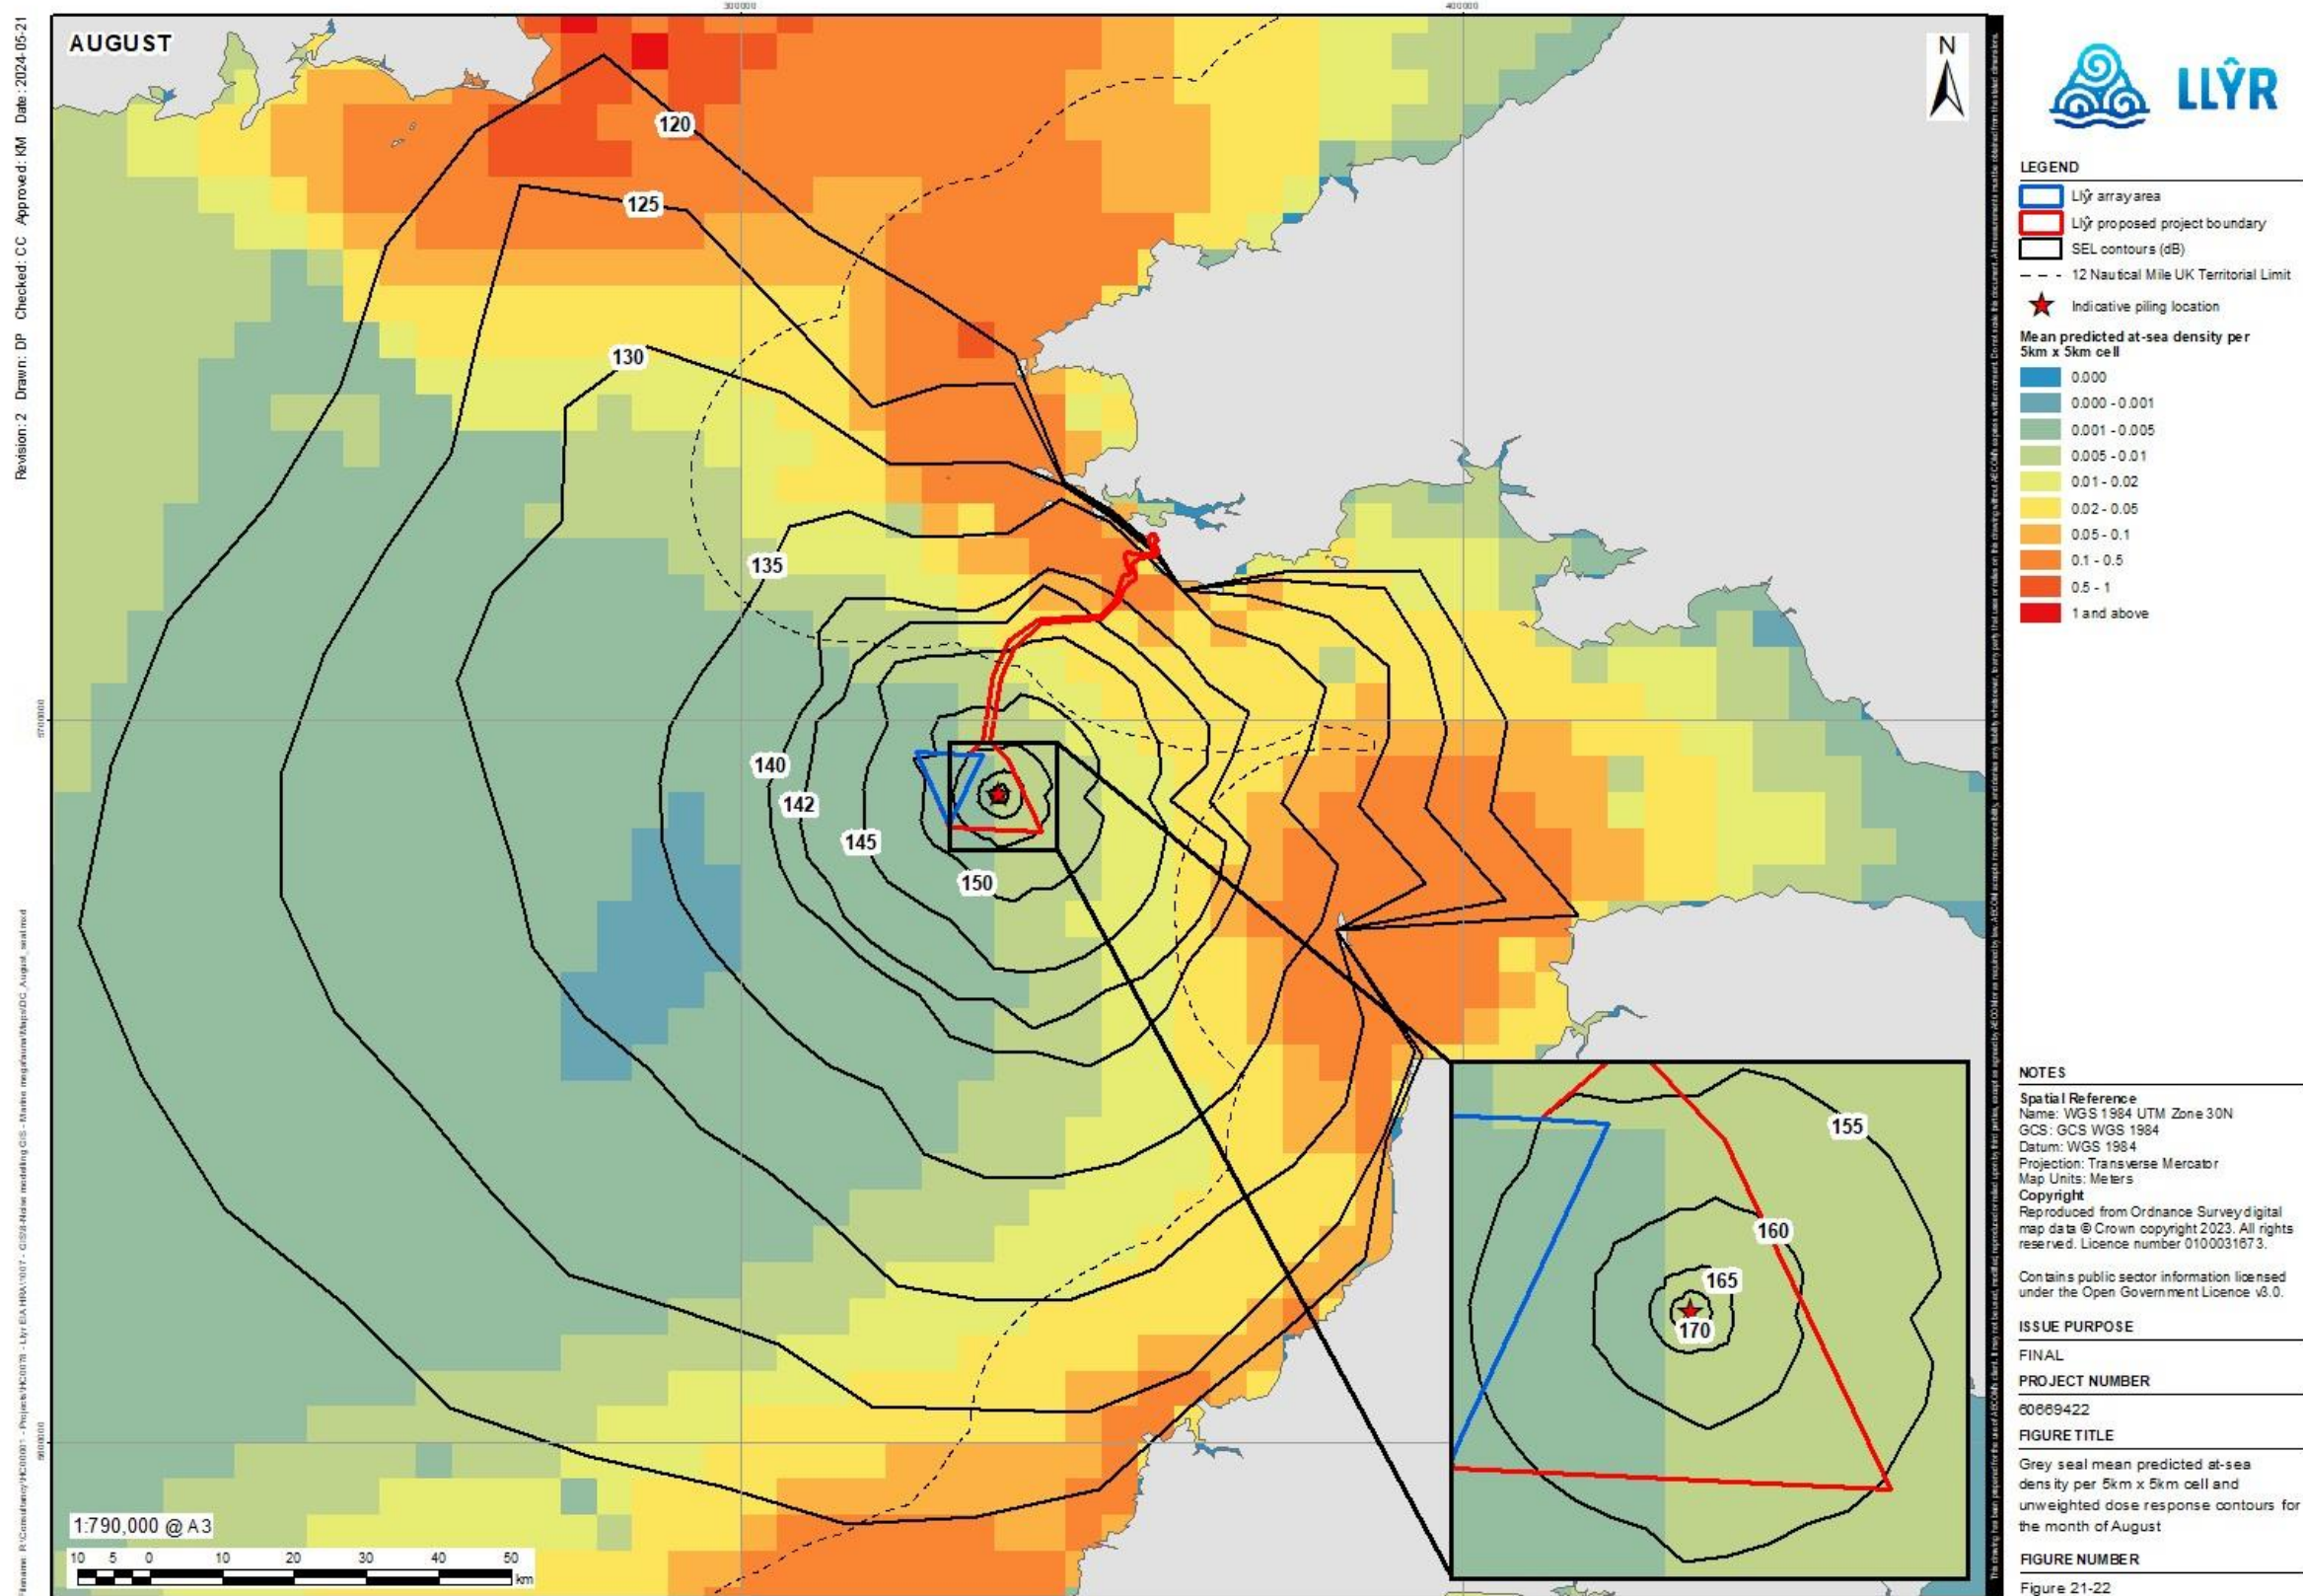 Revision: 2 Drawn: DP Checked: CC Approved: KM Date: 2024-05-21
300000
400000
AUGUST
N
120
125
130
135
140
142
145
150
155
160
165
170
5700000
5600000
1:790,000 @ A3
10 5 0 10 20 30 40 50
km
LLŶR
LEGEND
Llŷr array area
Llŷr proposed project boundary
SEL contours (dB)
12 Nautical Mile UK Territorial Limit
Indicative piling location
Mean predicted at-sea density per
5km x 5km cell
0.000
0.000 - 0.001
0.001 - 0.005
0.005 - 0.01
0.01 - 0.02
0.02 - 0.05
0.05 - 0.1
0.1 - 0.5
0.5 - 1
1 and above
NOTES
Spatial Reference
Name: WGS 1984 UTM Zone 30N
GCS: GCS WGS 1984
Datum: WGS 1984
Projection: Transverse Mercator
Map Units: Meters
Copyright
Reproduced from Ordnance Survey digital
map data © Crown copyright 2023. All rights
reserved. Licence number 0100031673.
Contains public sector information licensed
under the Open Government Licence v3.0.
ISSUE PURPOSE
FINAL
PROJECT NUMBER
60669422
FIGURE TITLE
Grey seal mean predicted at-sea
density per 5km x 5km cell and
unweighted dose response contours for
the month of August
FIGURE NUMBER
Figure 21-22